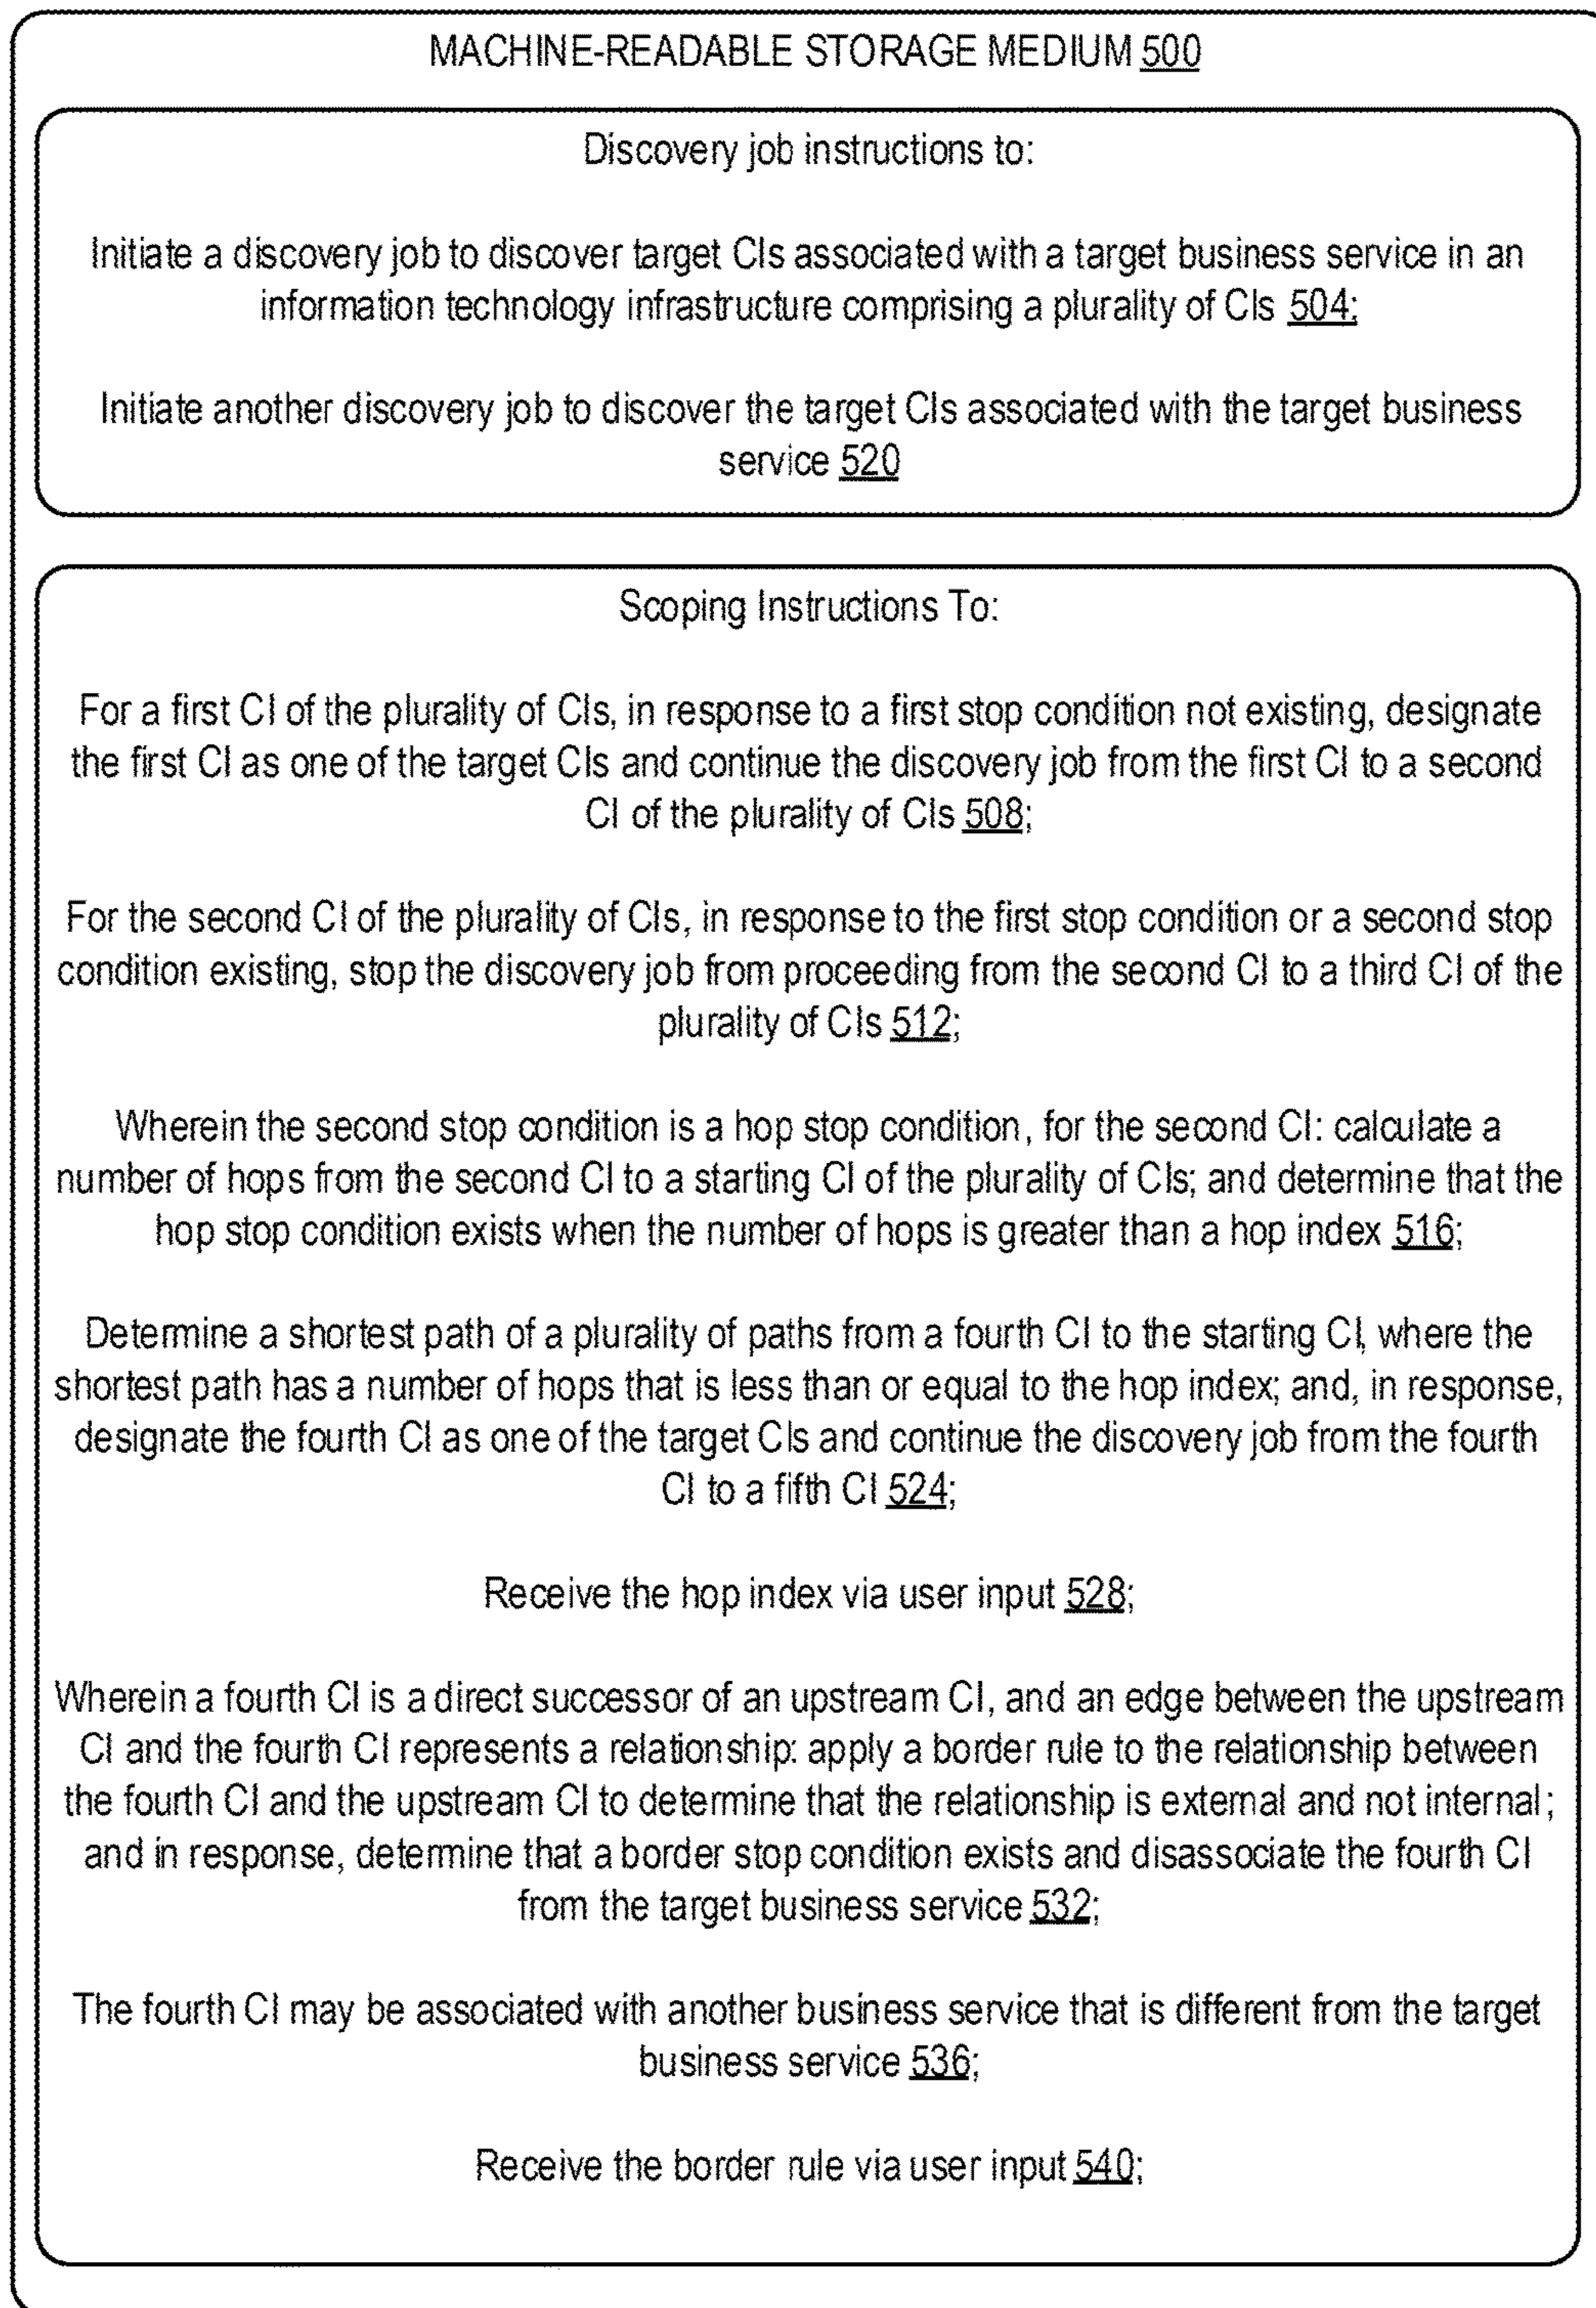 MACHINE-READABLE STORAGE MEDIUM 500
Discovery job instructions to:
Initiate a discovery job to discover target CIs associated with a target business service in an
information technology infrastructure comprising a plurality of CIs 504;
Initiate another discovery job to discover the target CIs associated with the target business
service 520
Scoping Instructions To:
For a first CI of the plurality of CIs, in response to a first stop condition not existing, designate
the first CI as one of the target CIs and continue the discovery job from the first CI to a second
CI of the plurality of CIs 508;
For the second CI of the plurality of CIs, in response to the first stop condition or a second stop
condition existing, stop the discovery job from proceeding from the second CI to a third CI of the
plurality of CIs 512;
Wherein the second stop condition is a hop stop condition, for the second CI: calculate a
number of hops from the second CI to a starting CI of the plurality of CIs; and determine that the
hop stop condition exists when the number of hops is greater than a hop index 516;
Determine a shortest path of a plurality of paths from a fourth CI to the starting CI, where the
shortest path has a number of hops that is less than or equal to the hop index; and, in response,
designate the fourth CI as one of the target CIs and continue the discovery job from the fourth
CI to a fifth CI 524;
Receive the hop index via user input 528;
Wherein a fourth CI is a direct successor of an upstream CI, and an edge between the upstream
CI and the fourth CI represents a relationship: apply a border rule to the relationship between
the fourth CI and the upstream CI to determine that the relationship is external and not internal;
and in response, determine that a border stop condition exists and disassociate the fourth CI
from the target business service 532;
The fourth CI may be associated with another business service that is different from the target
business service 536;
Receive the border rule via user input 540;